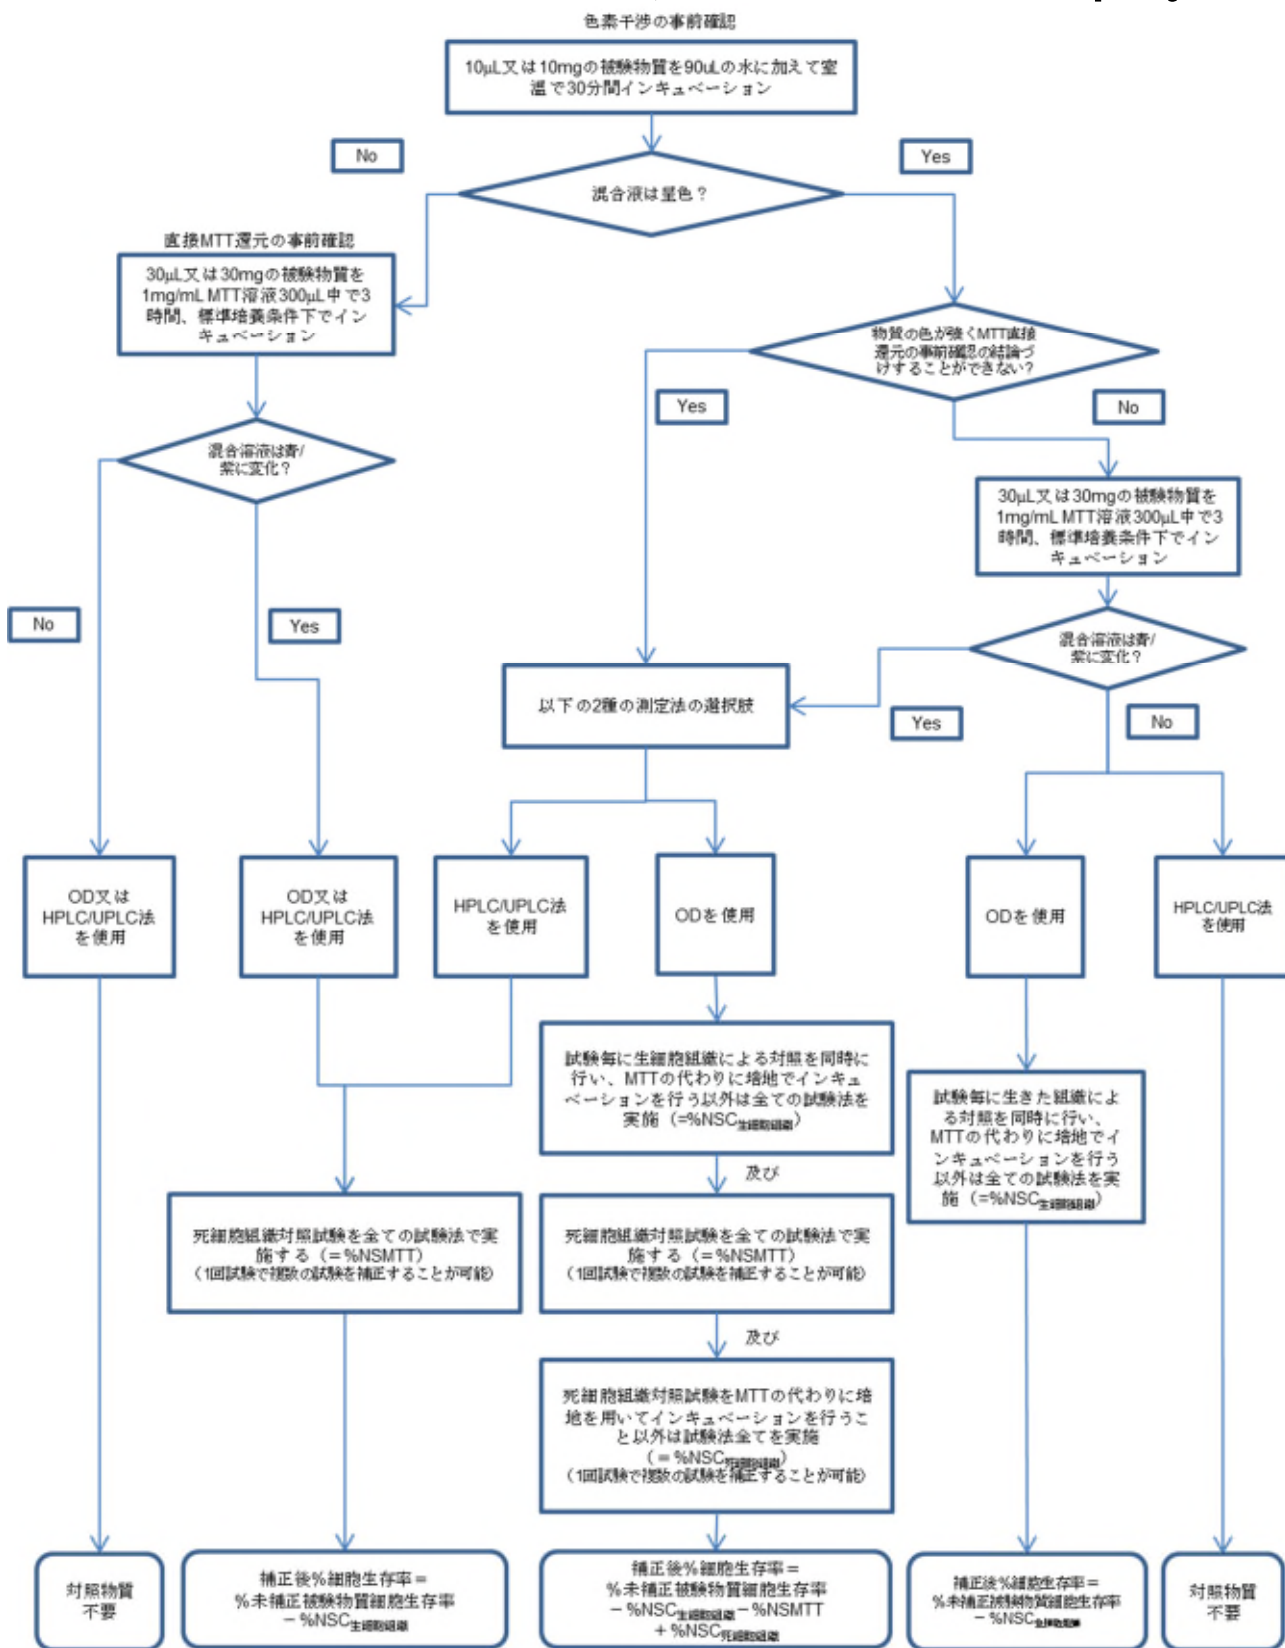 色素干渉の事前確認
10μL又は10mgの被験物質を90uLの水に加えて室
温で30分間インキュベーション
No
Yes
混合液は呈色？
直接MTT還元の事前確認
30μL又は30mgの被験物質を
1mg/mL MTT溶液300μL中で3
時間、標準培養条件下でイン
キュベーション
物質の色が強くMTT直接
還元の事前確認の結論づ
けすることができない？
Yes
No
混合溶液は青/
紫に変化？
30μL又は30mgの被験物質を
1mg/mL MTT溶液300μL中で3
時間、標準培養条件下でイン
キュベーション
No
Yes
混合溶液は青/
紫に変化？
以下の2種の測定法の選択肢
Yes
No
OD又は
HPLC/UPLC法
を使用
OD又は
HPLC/UPLC法
を使用
HPLC/UPLC法
を使用
ODを使用
ODを使用
HPLC/UPLC法
を使用
試験毎に生細胞組織による対照を同時に
行い、MTTの代わりに培地でインキュ
ベーションを行う以外は全ての試験法を
実施（=%NSC生細胞組織）
試験毎に生きた組織によ
る対照を同時に行い、
MTTの代わりに培地でイ
ンキュベーションを行う
以外は全ての試験法を実
施（=%NSC生細胞組織）
及び
死細胞組織対照試験を全ての試験法で実
施する（=%NSMTT）
（1回試験で複数の試験を補正することが可能）
死細胞組織対照試験を全ての試験法で実
施する（=%NSMTT）
（1回試験で複数の試験を補正することが可能）
及び
死細胞組織対照試験をMTTの代わりに培
地を用いてインキュベーションを行うこ
と以外は試験法全てを実施
（=%NSC死細胞組織）
（1回試験で複数の試験を補正することが可能）
対照物質
不要
補正後%細胞生存率＝
%未補正被験物質細胞生存率
－%NSC生細胞組織
補正後%細胞生存率＝
%未補正被験物質細胞生存率
－%NSC生細胞組織－%NSMTT
＋%NSC死細胞組織
補正後%細胞生存率＝
%未補正被験物質細胞生存率
－%NSC
対照物質
不要